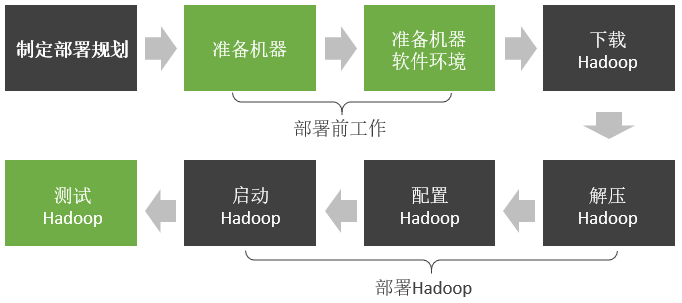 制定部署规划
准备机器
准备机器
软件环境
下载
Hadoop
部署前工作
解压
Hadoop
配置
Hadoop
启动
Hadoop
测试
Hadoop
部署Hadoop